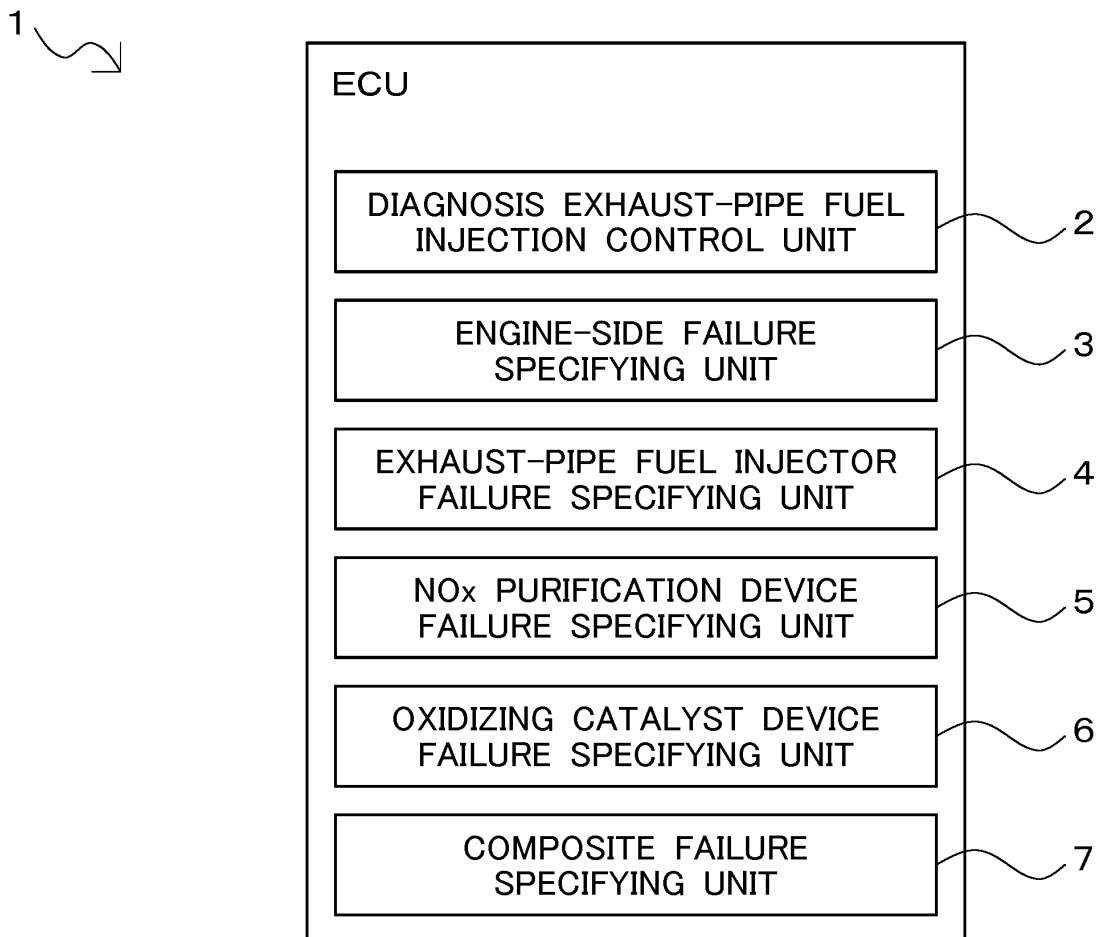 1
ECU
DIAGNOSIS EXHAUST-PIPE FUEL
INJECTION CONTROL UNIT
2
ENGINE-SIDE FAILURE
SPECIFYING UNIT
3
EXHAUST-PIPE FUEL INJECTOR
FAILURE SPECIFYING UNIT
4
NOx PURIFICATION DEVICE
FAILURE SPECIFYING UNIT
5
OXIDIZING CATALYST DEVICE
FAILURE SPECIFYING UNIT
6
COMPOSITE FAILURE
SPECIFYING UNIT
7